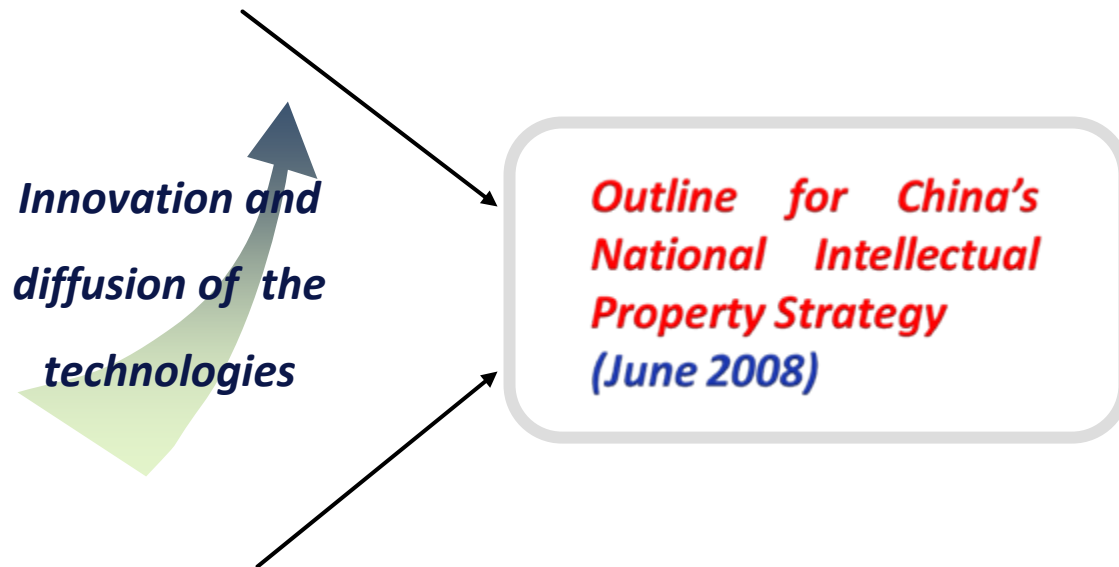 Innovation and
diffusion of the
technologies
Outline for China’s
National Intellectual
Property Strategy
(June 2008)